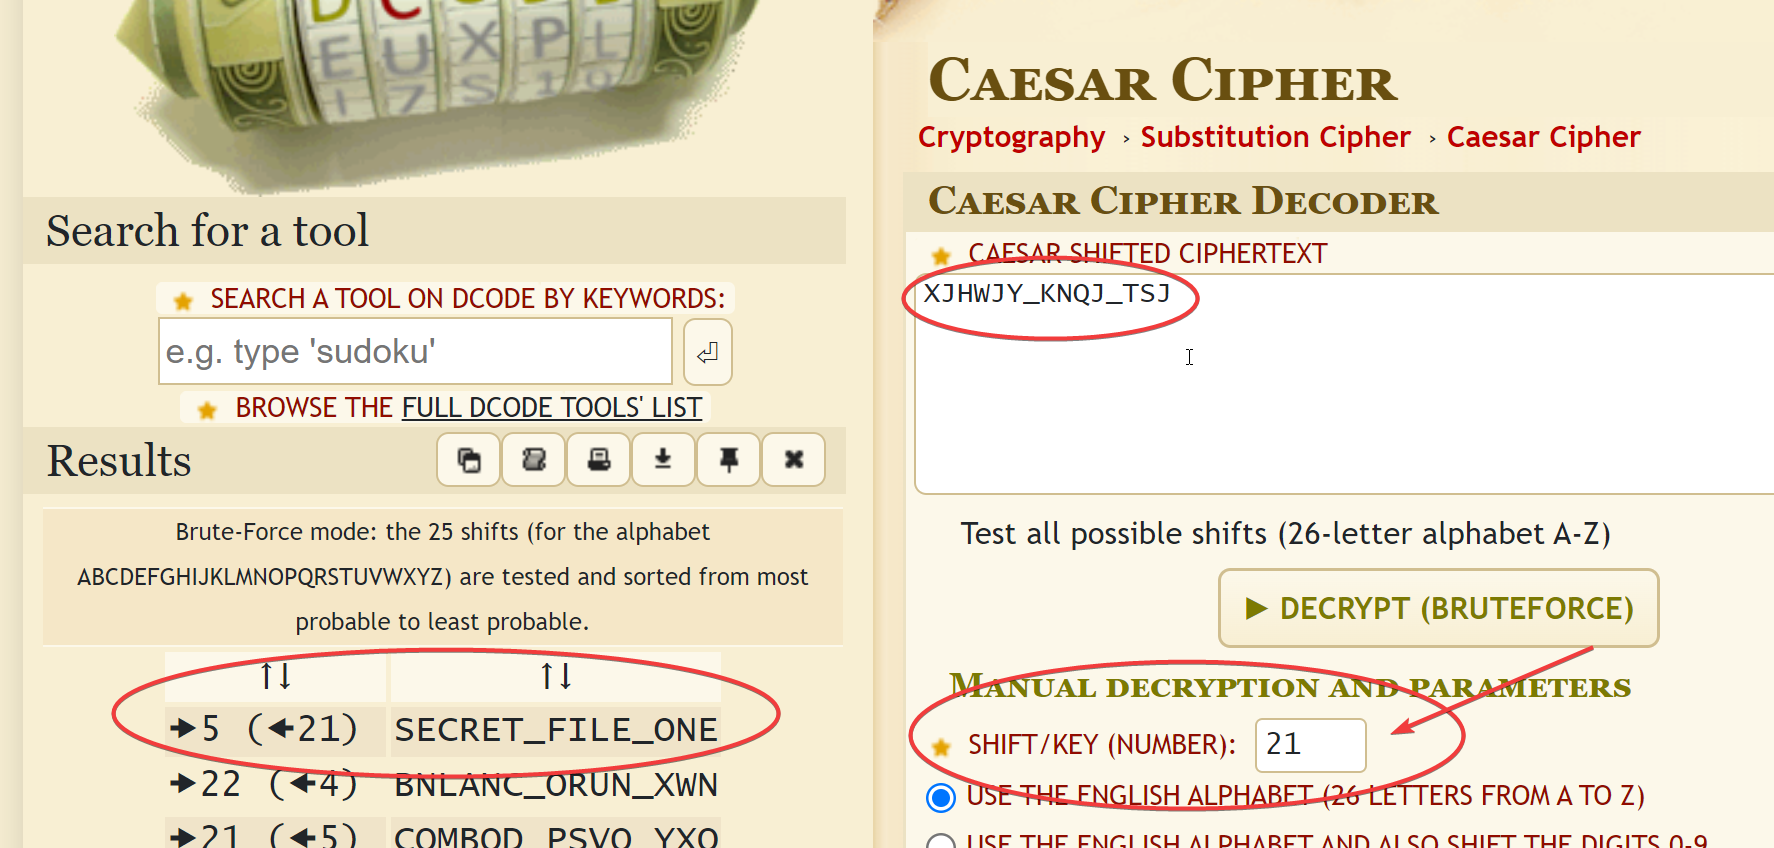 D C O D E
E U X P L
I Z S 1 9
Search for a tool
SEARCH A TOOL ON DCODE BY KEYWORDS:
e.g. type 'sudoku'
BROWSE THE FULL DCODE TOOLS' LIST
Results
Brute-Force mode: the 25 shifts (for the alphabet
ABCDEFGHIJKLMNOPQRSTUVWXYZ) are tested and sorted from most
probable to least probable.
↑↓ ↑↓
➔5 (←21) SECRET_FILE_ONE
➔22 (←4) BNLANC_ORUN_XWN
➔21 (←5) COMBOD_PSVO_YXO
CAESAR CIPHER
Cryptography › Substitution Cipher › Caesar Cipher
CAESAR CIPHER DECODER
CAESAR SHIFTED CIPHERTEXT
XJHWJY_KNQJ_TSJ
Test all possible shifts (26-letter alphabet A-Z)
► DECRYPT (BRUTEFORCE)
MANUAL DECRYPTION AND PARAMETERS
SHIFT/KEY (NUMBER): 21
USE THE ENGLISH ALPHABET (26 LETTERS FROM A TO Z)
USE THE ENGLISH ALPHABET AND ALSO SHIFT THE DIGITS 0-9